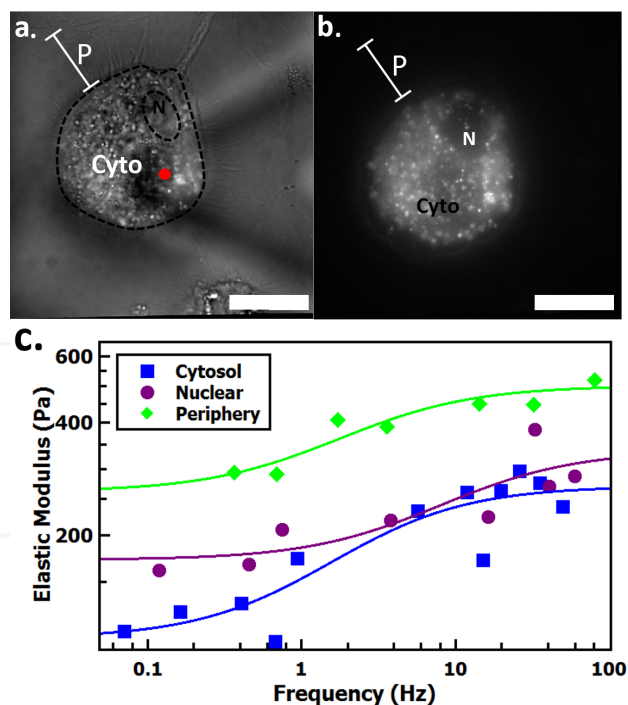 a.
P
N
Cyto
b.
P
N
Cyto
c.
600
400
200
Elastic Modulus (Pa)
Cytosol
Nuclear
Periphery
0.1
1
10
100
Frequency (Hz)